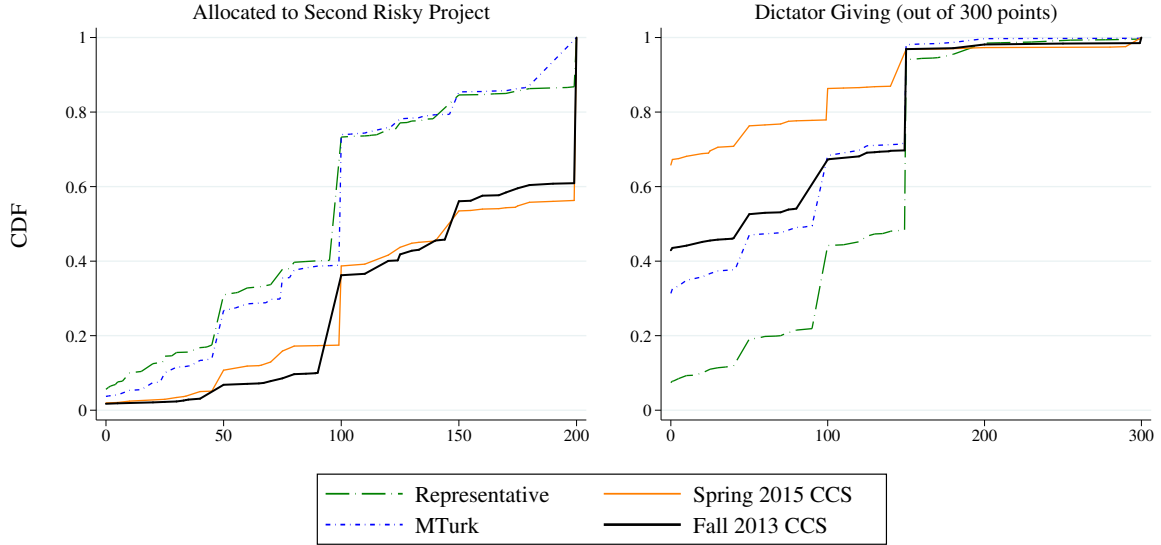 Allocated to Second Risky Project
Dictator Giving (out of 300 points)
CDF
1
0.8
0.6
0.4
0.2
0
0 50 100 150 200
1
0.8
0.6
0.4
0.2
0
0 100 200 300
Representative
Spring 2015 CCS
MTurk
Fall 2013 CCS